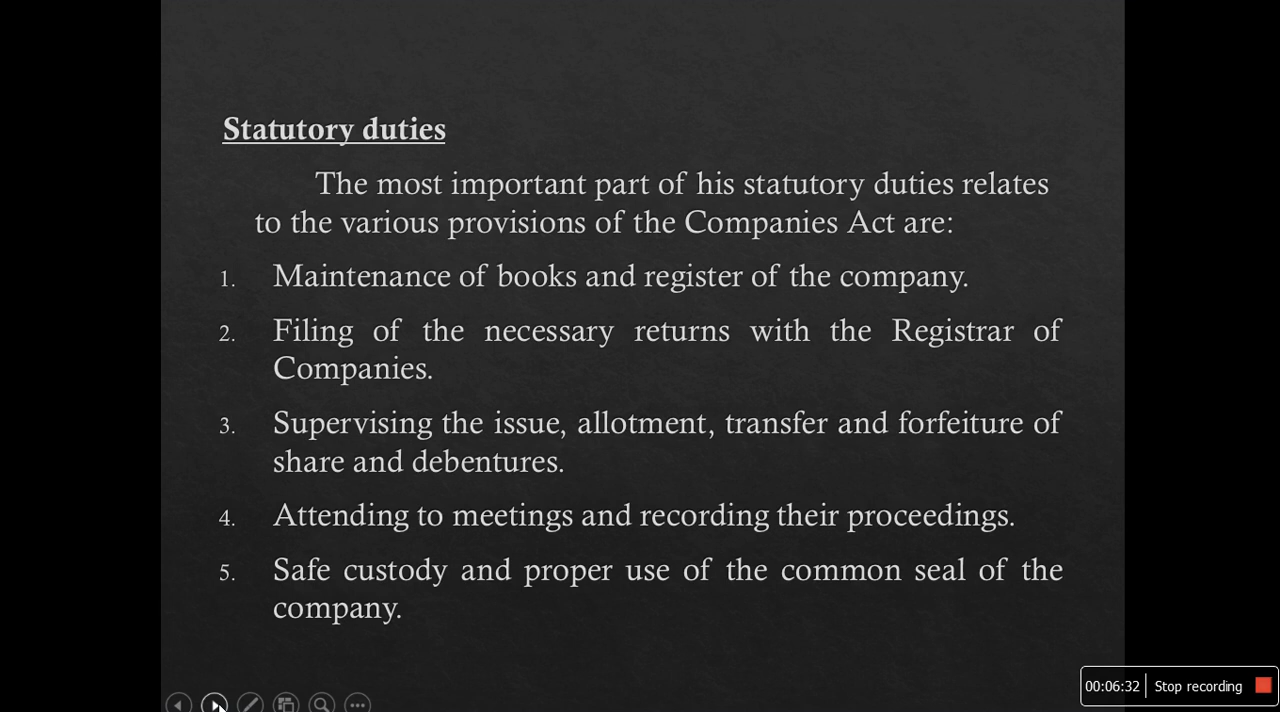 Statutory duties
The most important part of his statutory duties relates
to the various provisions of the Companies Act are:
1. Maintenance of books and register of the company.
2. Filing of the necessary returns with the Registrar of
Companies.
3. Supervising the issue, allotment, transfer and forfeiture of
share and debentures.
4. Attending to meetings and recording their proceedings.
5. Safe custody and proper use of the common seal of the
company.
00:06:32 Stop recording